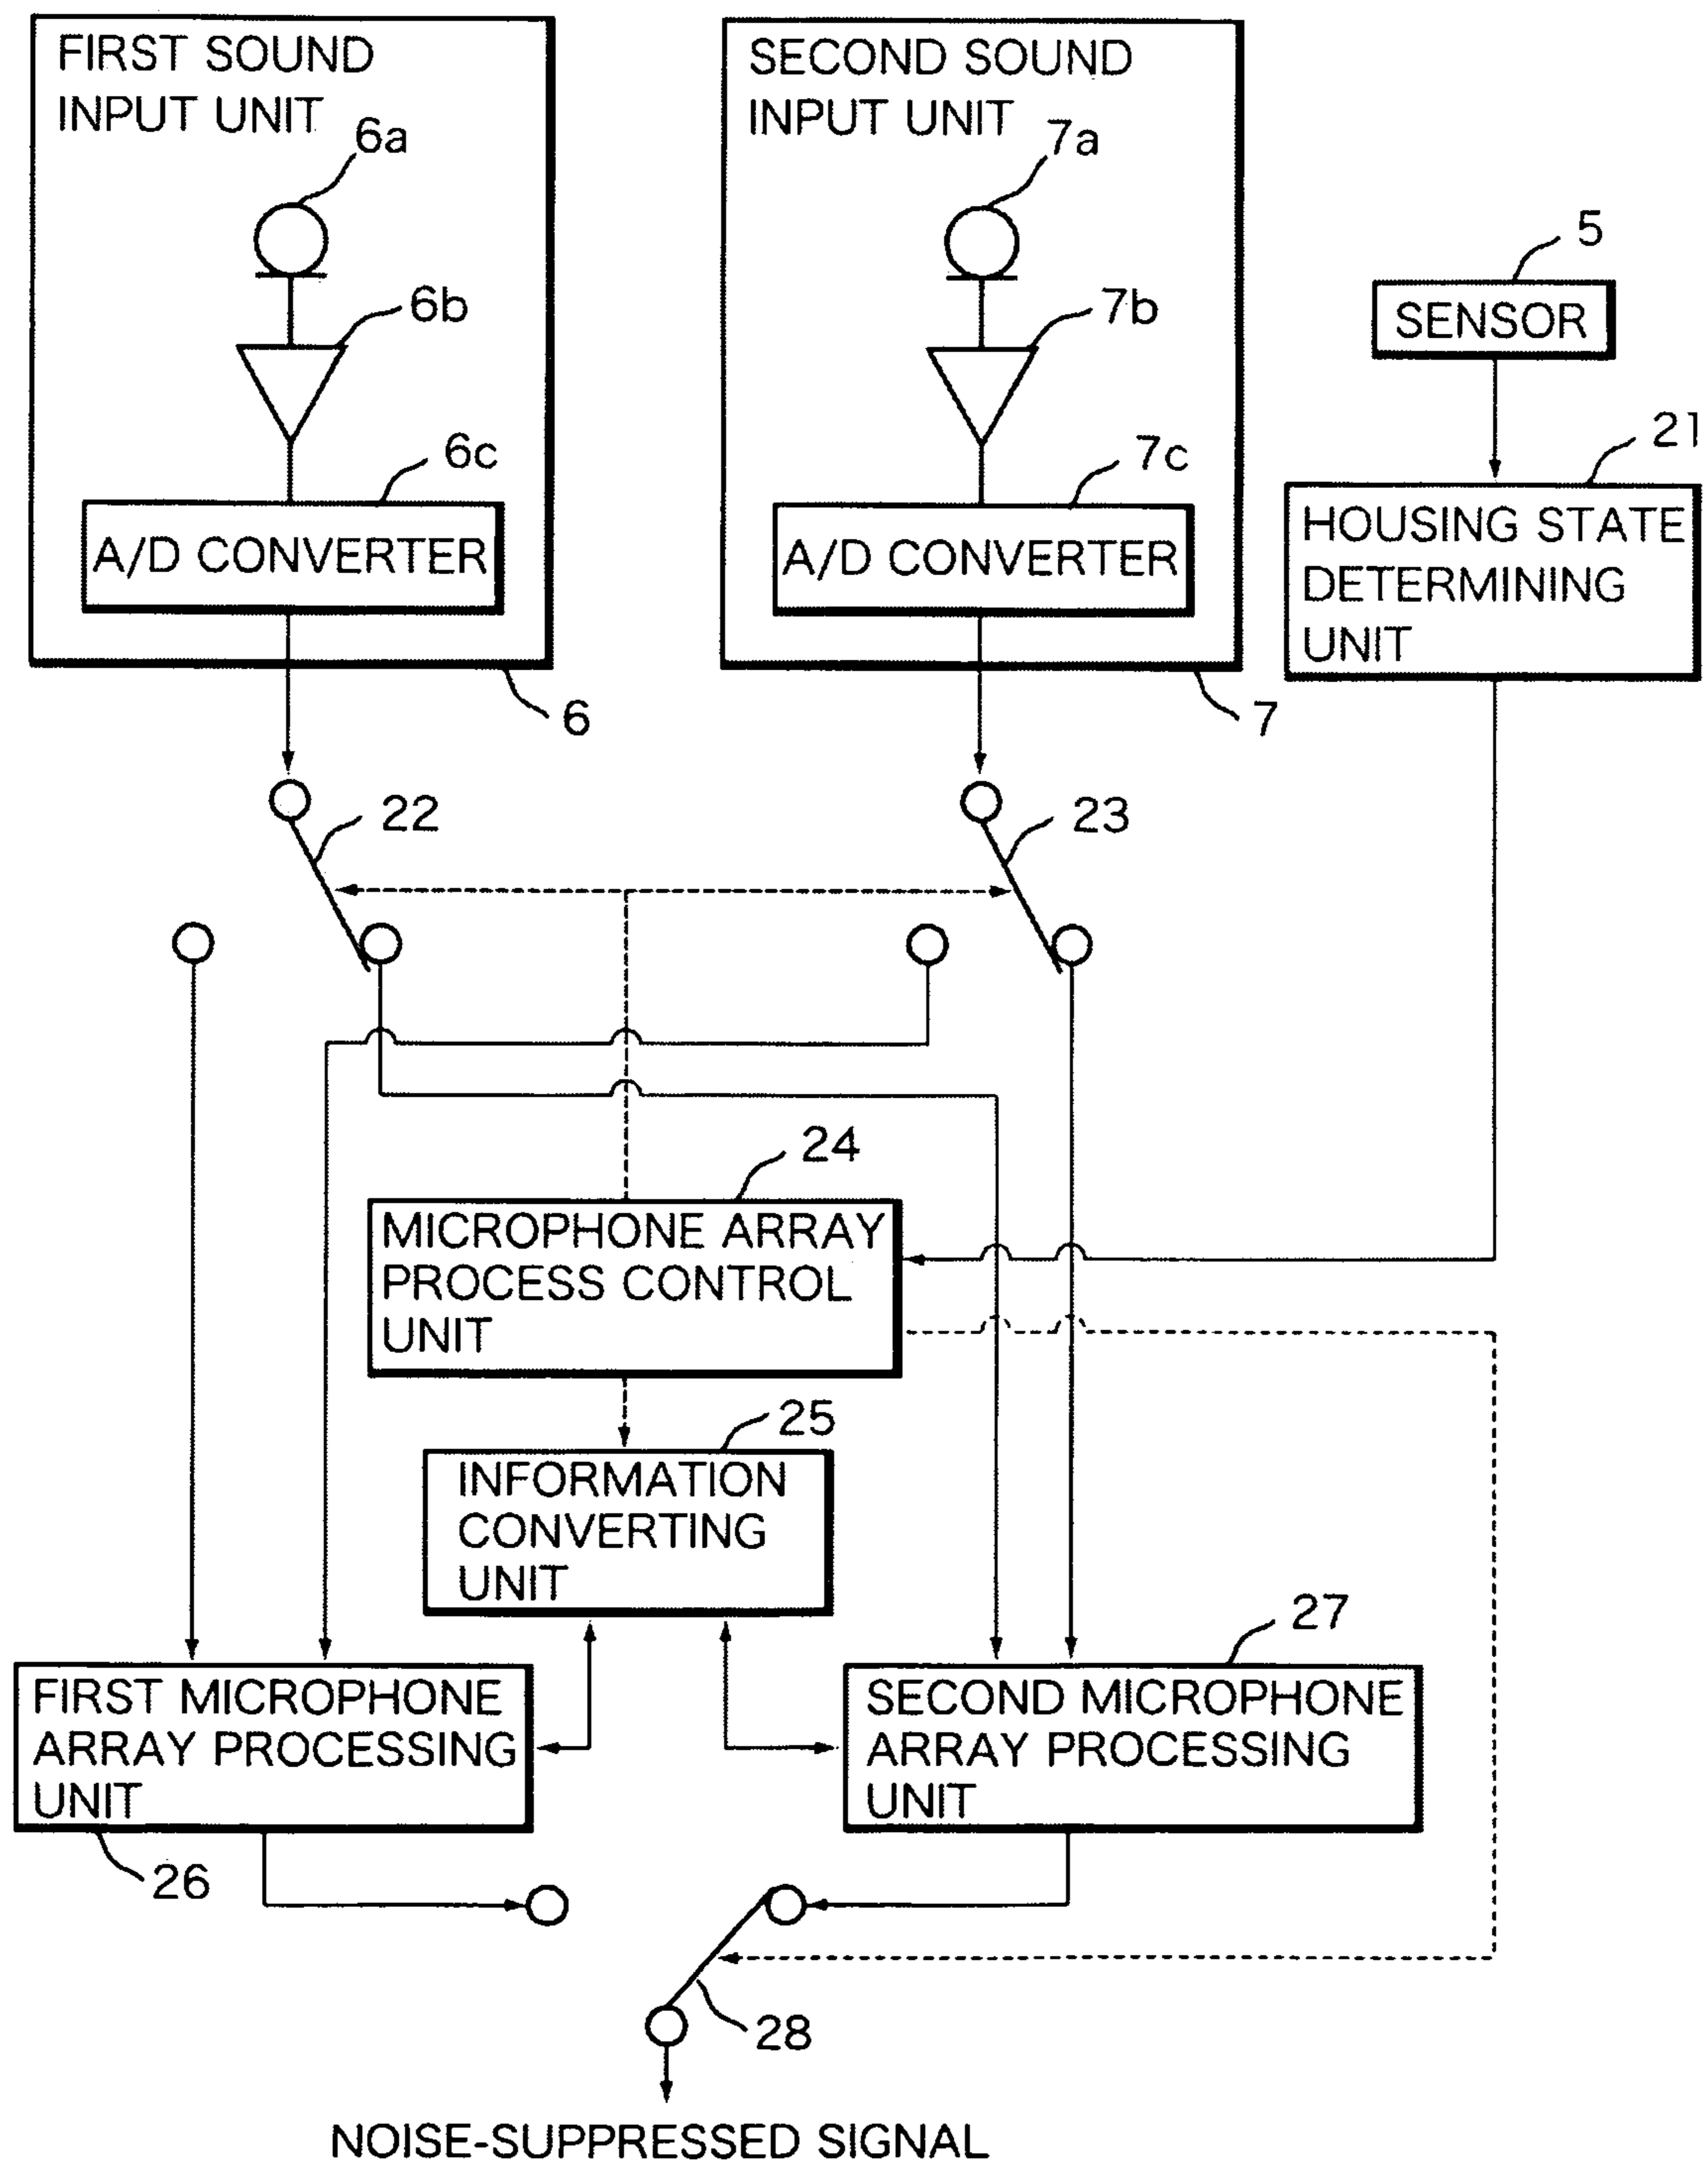 FIRST SOUND
INPUT UNIT
6a
6b
6c
A/D CONVERTER
6
SECOND SOUND
INPUT UNIT
7a
7b
7c
A/D CONVERTER
7
5
SENSOR
21
HOUSING STATE
DETERMINING
UNIT
22
23
24
MICROPHONE ARRAY
PROCESS CONTROL
UNIT
25
INFORMATION
CONVERTING
UNIT
FIRST MICROPHONE
ARRAY PROCESSING
UNIT
26
27
SECOND MICROPHONE
ARRAY PROCESSING
UNIT
28
NOISE-SUPPRESSED SIGNAL